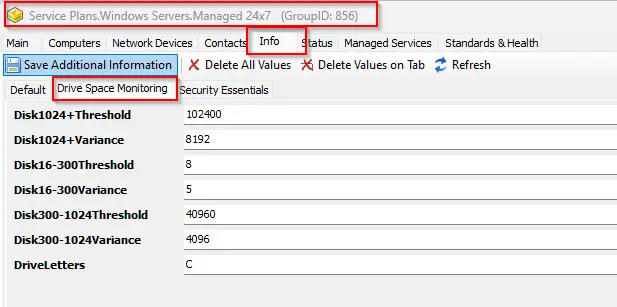 Service Plans.Windows Servers.Managed 24x7 (GroupID: 856)
Main Computers Network Devices Contacts Info Status Managed Services Standards & Health
Save Additional Information Delete All Values Delete Values on Tab Refresh
Default Drive Space Monitoring Security Essentials
Disk1024+Threshold 102400
Disk1024+Variance 8192
Disk16-300Threshold 8
Disk16-300Variance 5
Disk300-1024Threshold 40960
Disk300-1024Variance 4096
DriveLetters C